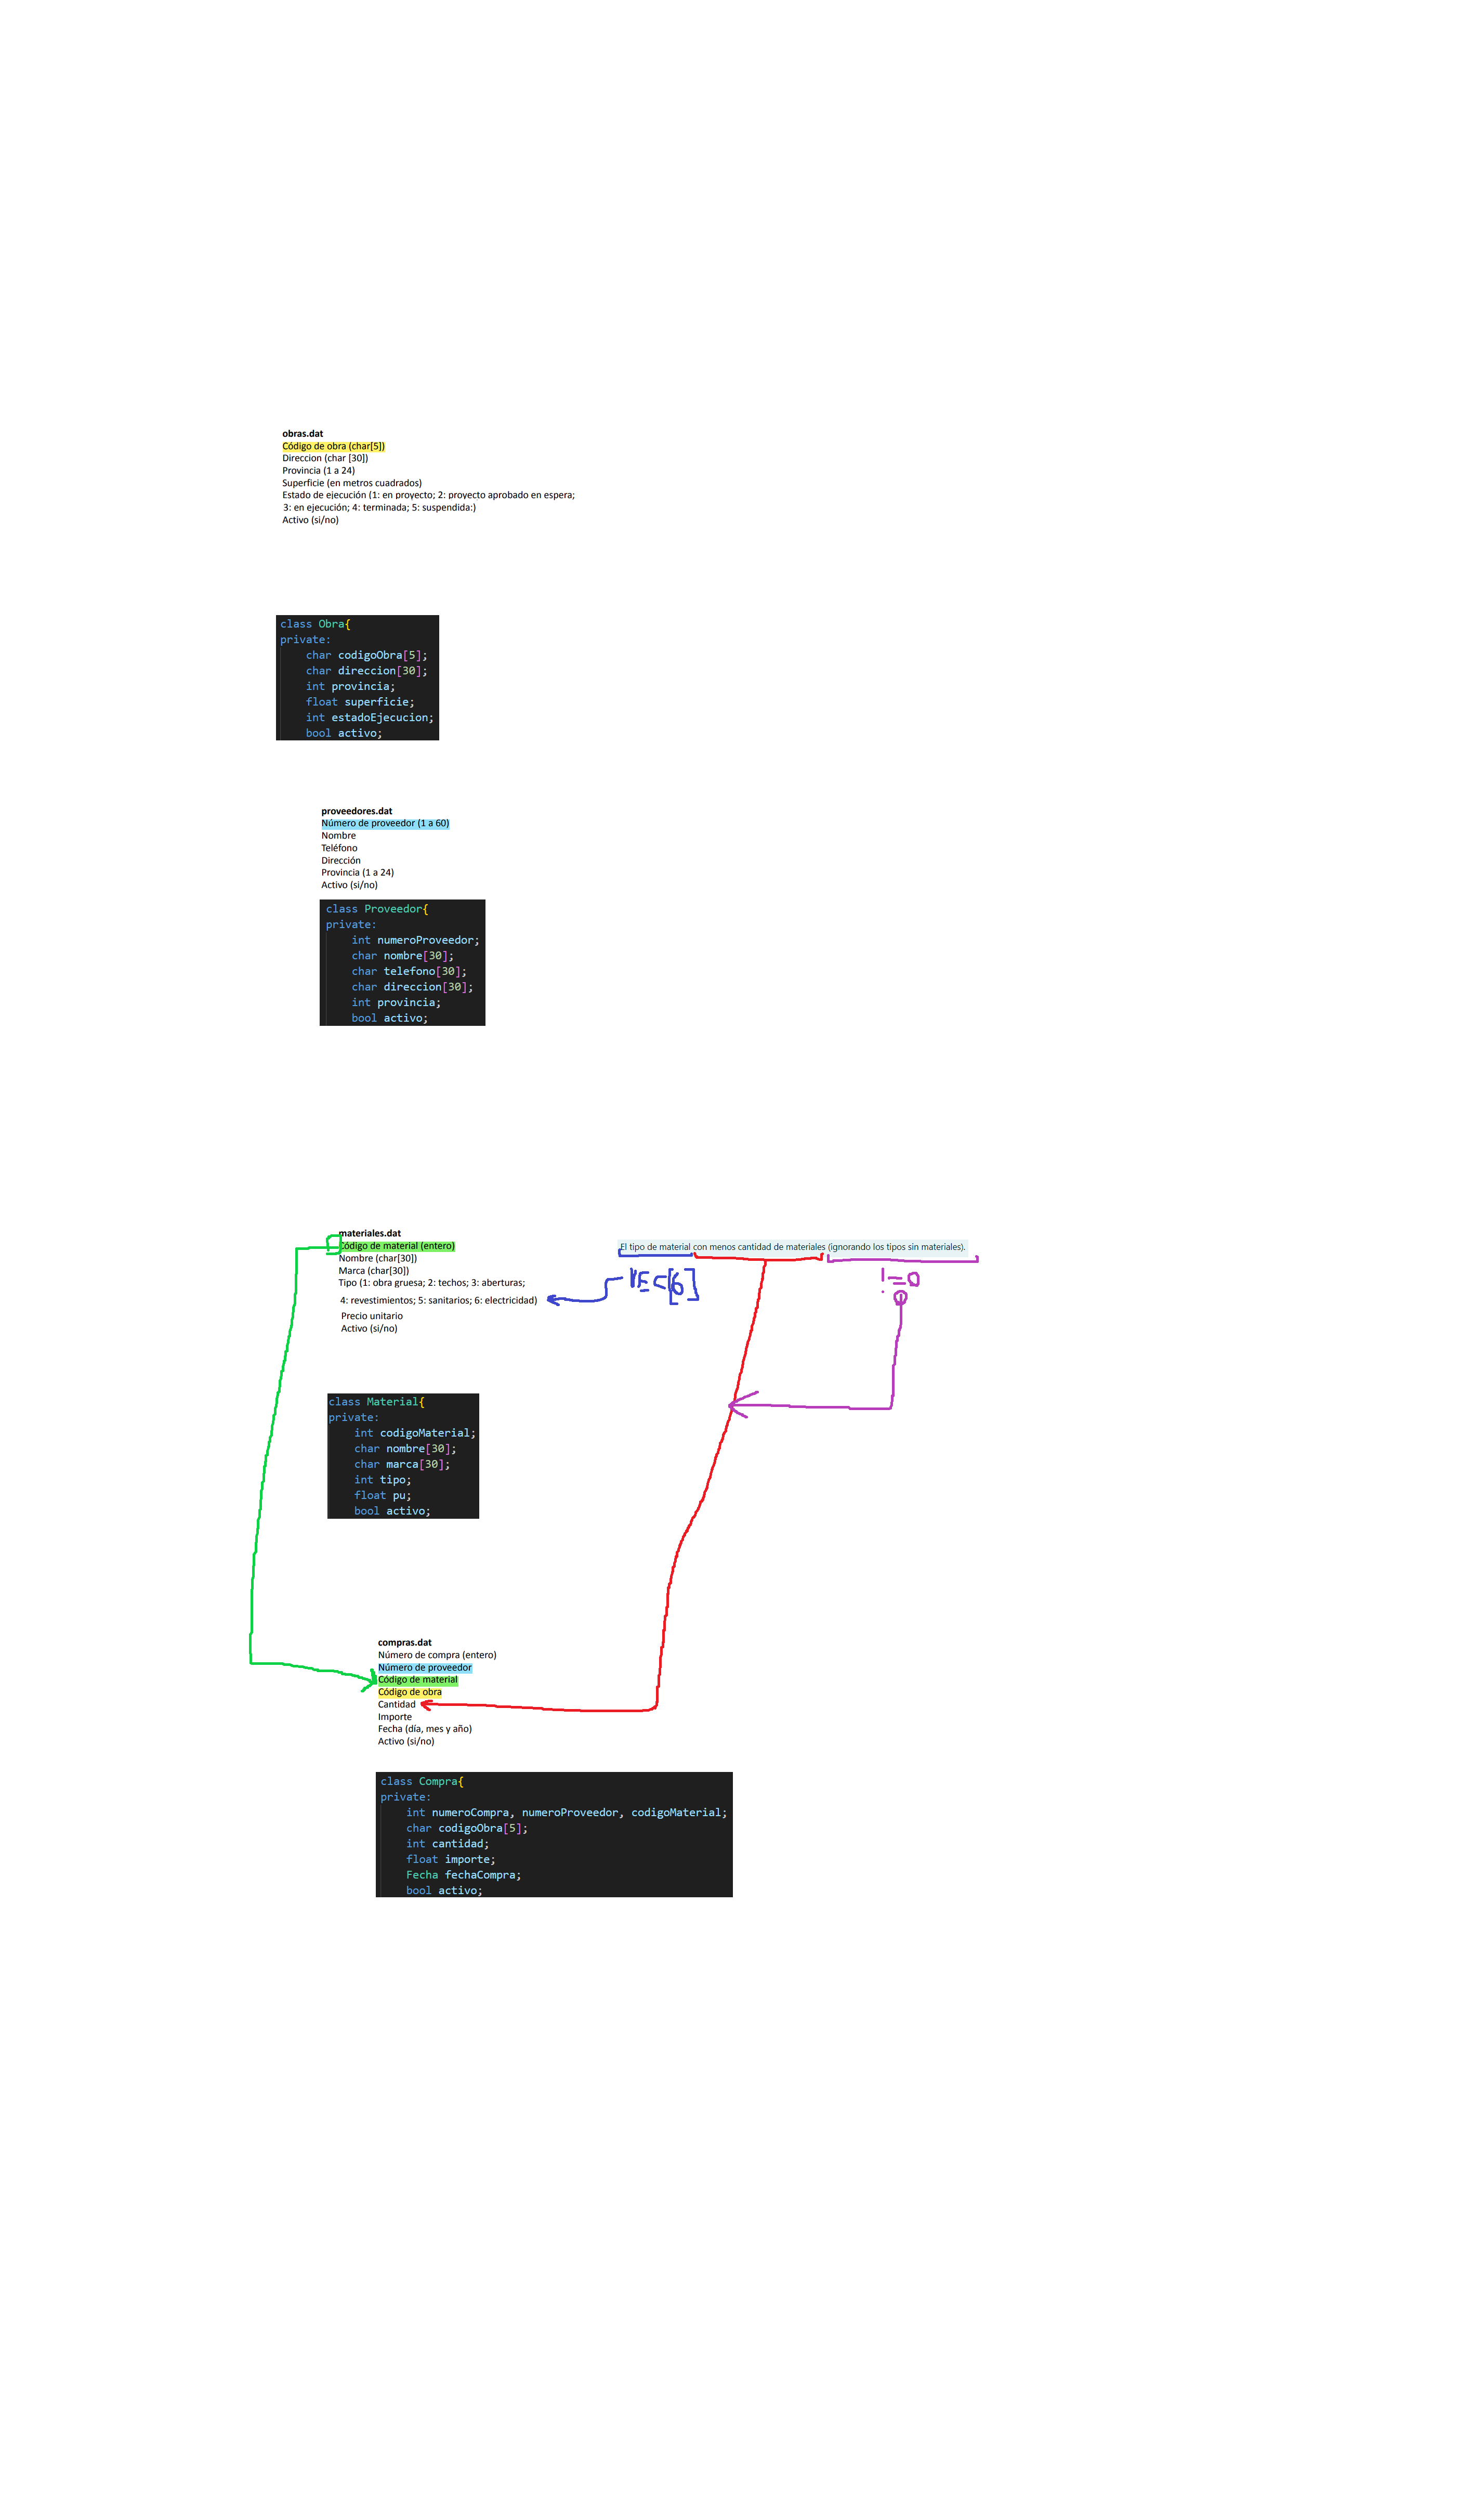 obras.dat
Código de obra (char[5])
Direccion (char [30])
Provincia (1 a 24)
Superficie (en metros cuadrados)
Estado de ejecución (1: en proyecto; 2: proyecto aprobado en espera;
3: en ejecución; 4: terminada; 5: suspendida:)
Activo (si/no)
class Obra{
private:
char codigoObra[5];
char direccion[30];
int provincia;
float superficie;
int estadoEjecucion;
bool activo;
proveedores.dat
Número de proveedor (1 a 60)
Nombre
Teléfono
Dirección
Provincia (1 a 24)
Activo (si/no)
class Proveedor{
private:
int numeroProveedor;
char nombre[30];
char telefono[30];
char direccion[30];
int provincia;
bool activo;
materiales.dat
Código de material (entero)
Nombre (char[30])
Marca (char[30])
Tipo (1: obra gruesa; 2: techos; 3: aberturas;
4: revestimientos; 5: sanitarios; 6: electricidad)
Precio unitario
Activo (si/no)
El tipo de material con menos cantidad de materiales (ignorando los tipos sin materiales).
VEC[6]
!=0
class Material{
private:
int codigoMaterial;
char nombre[30];
char marca[30];
int tipo;
float pu;
bool activo;
compras.dat
Número de compra (entero)
Número de proveedor
Código de material
Código de obra
Cantidad
Importe
Fecha (día, mes y año)
Activo (si/no)
class Compra{
private:
int numeroCompra, numeroProveedor, codigoMaterial;
char codigoObra[5];
int cantidad;
float importe;
Fecha fechaCompra;
bool activo;